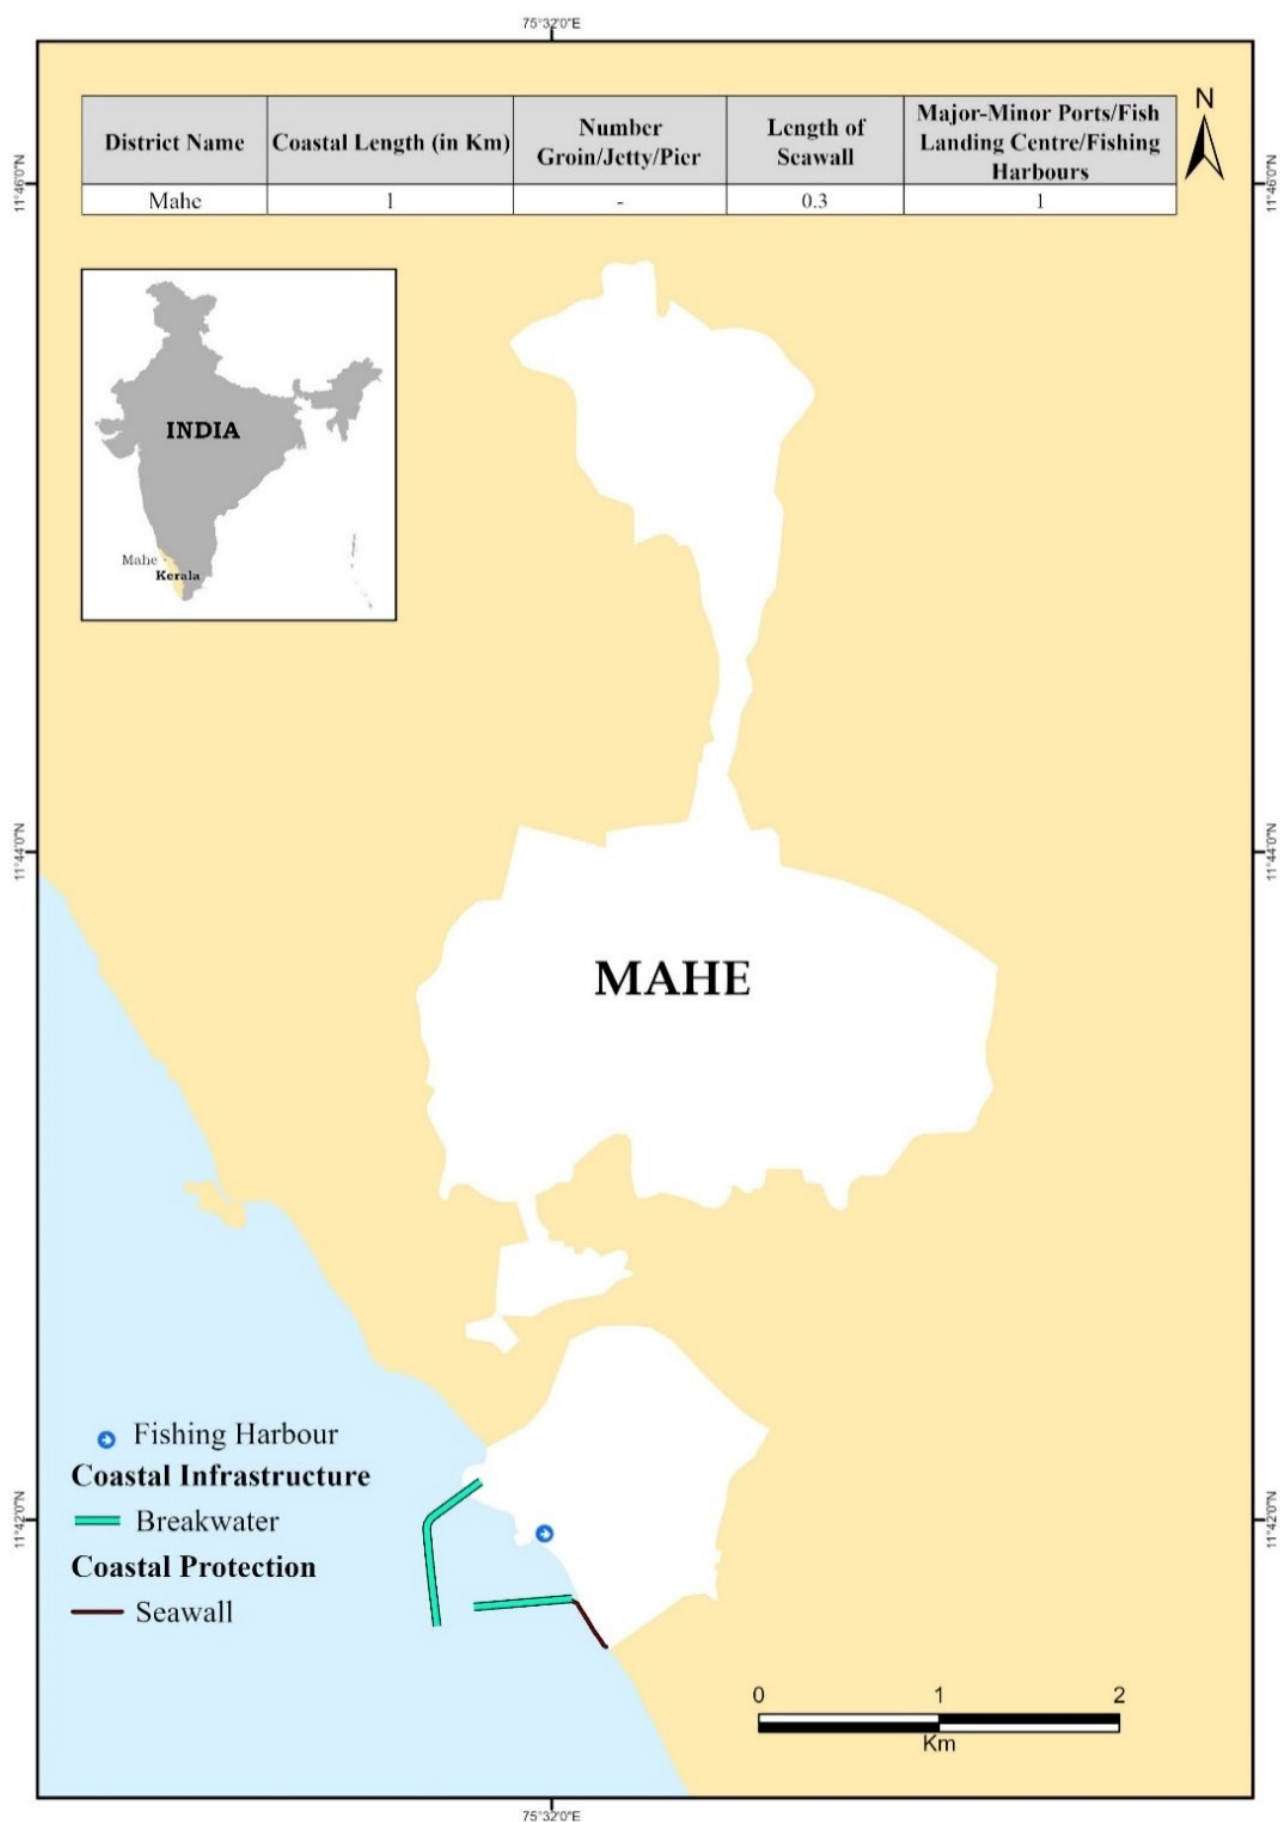 75°32'0"E
N
District Name
Coastal Length (in Km)
Number
Groin/Jetty/Pier
Length of
Seawall
Major-Minor Ports/Fish
Landing Centre/Fishing
Harbours
Mahe
1
-
0.3
1
11°46'0"N
11°46'0"N
INDIA
Mahe
Kerala
11°44'0"N
11°44'0"N
MAHE
Fishing Harbour
Coastal Infrastructure
Breakwater
Coastal Protection
Seawall
11°42'0"N
11°42'0"N
0 1 2
Km
75°32'0"E